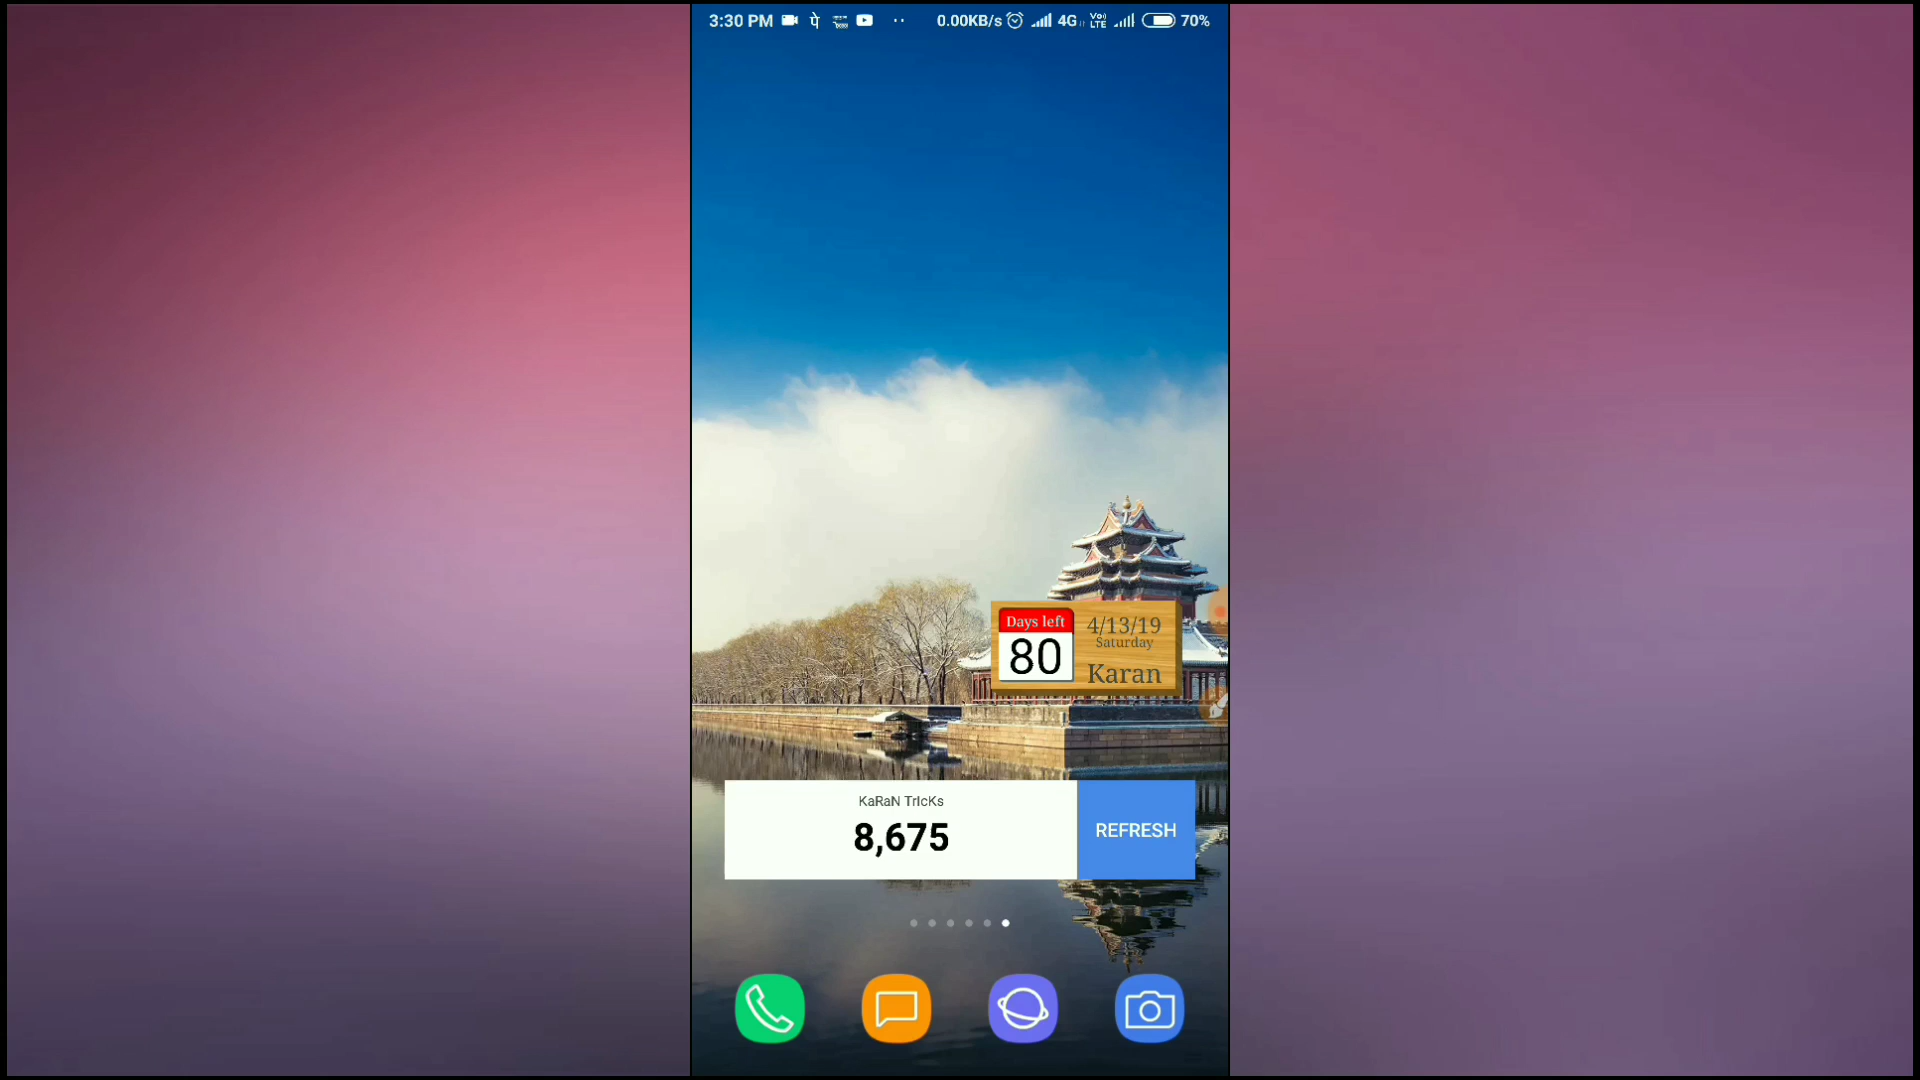 3:30 PM पे 0.00KB/s 4G VoLTE 70%
Days left
80
4/13/19
Saturday
Karan
KaRaN TrIcKs
8,675
REFRESH